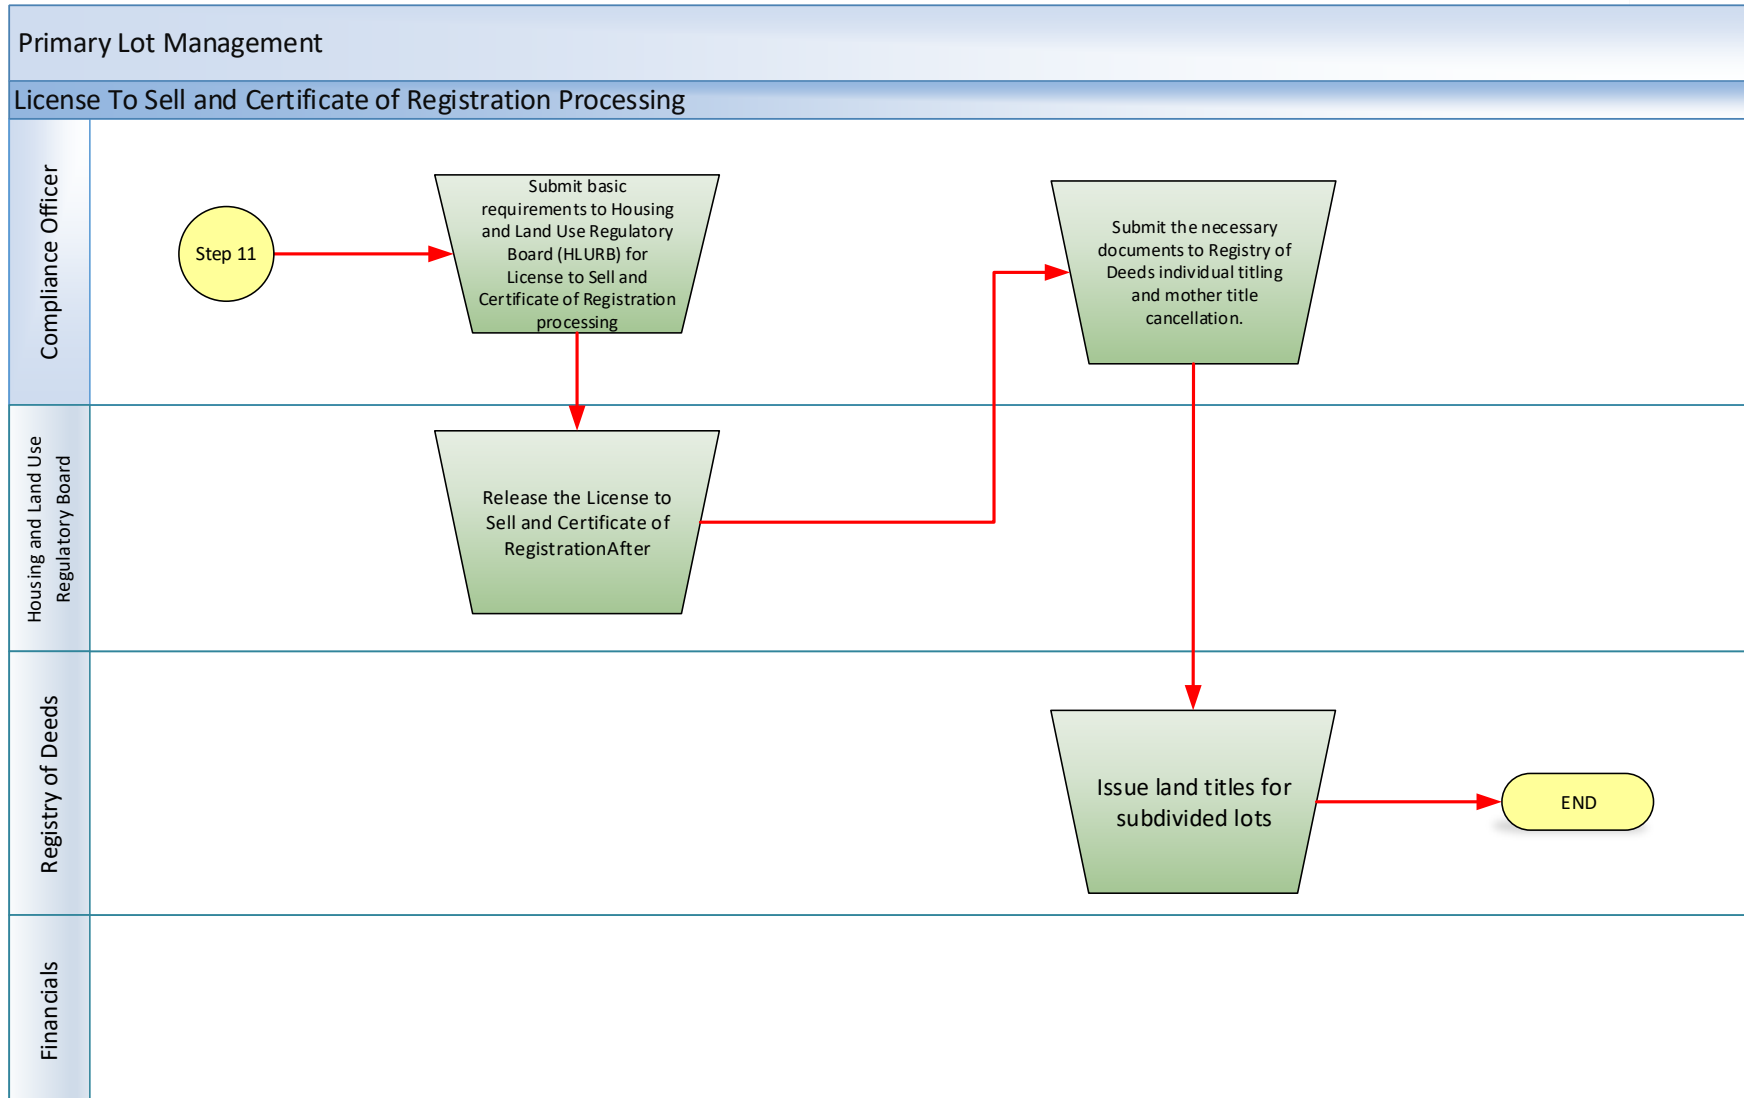 Primary Lot Management
License To Sell and Certificate of Registration Processing
Compliance Officer
Step 11
Submit basic
requirements to Housing
and Land Use Regulatory
Board (HLURB) for
License to Sell and
Certificate of Registration
processing
Submit the necessary
documents to Registry of
Deeds individual titling
and mother title
cancellation.
Housing and Land Use
Regulatory Board
Release the License to
Sell and Certificate of
RegistrationAfter
Registry of Deeds
Issue land titles for
subdivided lots
END
Financials